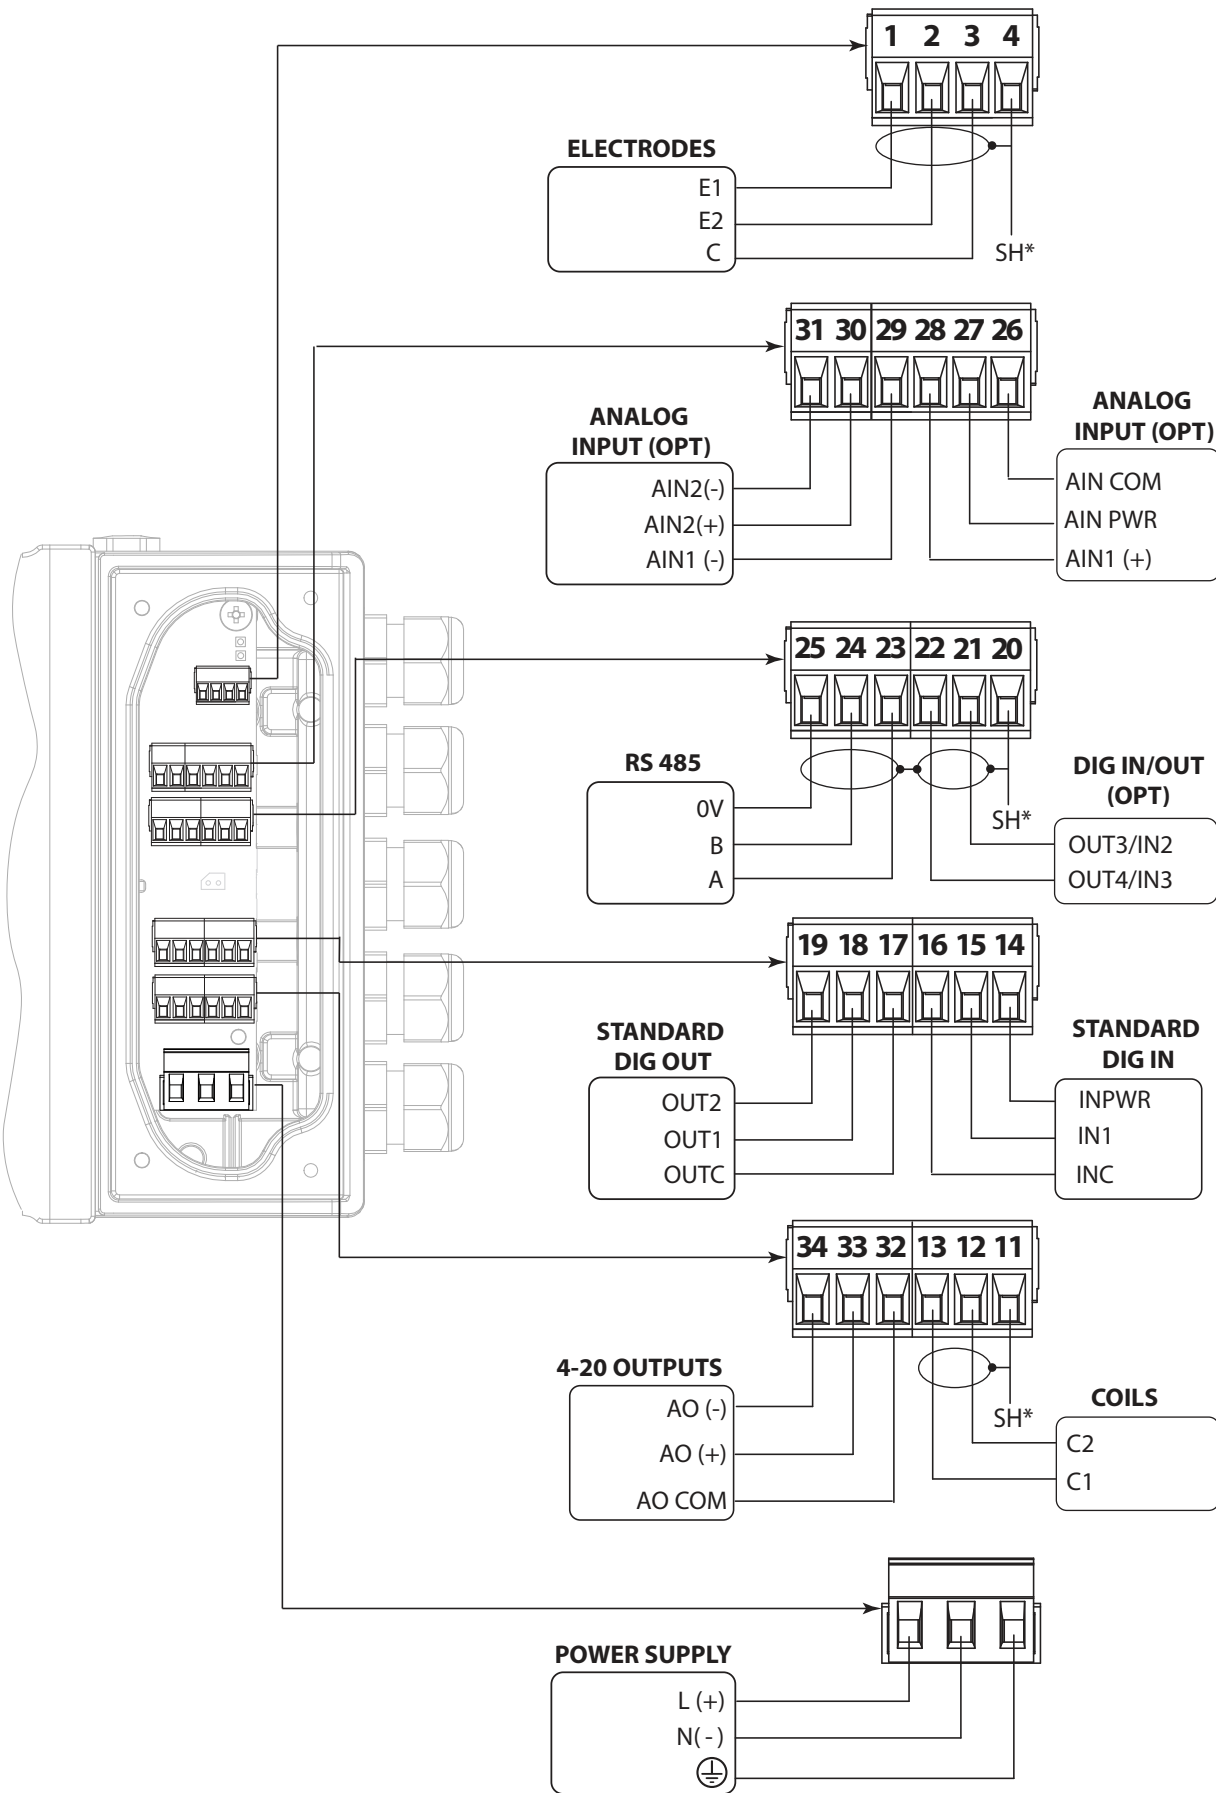 1 2 3 4
ELECTRODES
E1
E2
C
SH*
31 30 29 28 27 26
ANALOG
INPUT (OPT)
AIN2(-)
AIN2(+)
AIN1 (-)
ANALOG
INPUT (OPT)
AIN COM
AIN PWR
AIN1 (+)
25 24 23 22 21 20
RS 485
0V
B
A
SH*
DIG IN/OUT
(OPT)
OUT3/IN2
OUT4/IN3
19 18 17 16 15 14
STANDARD
DIG OUT
OUT2
OUT1
OUTC
STANDARD
DIG IN
INPWR
IN1
INC
34 33 32 13 12 11
4-20 OUTPUTS
AO (-)
AO (+)
AO COM
SH*
COILS
C2
C1
POWER SUPPLY
L (+)
N( - )